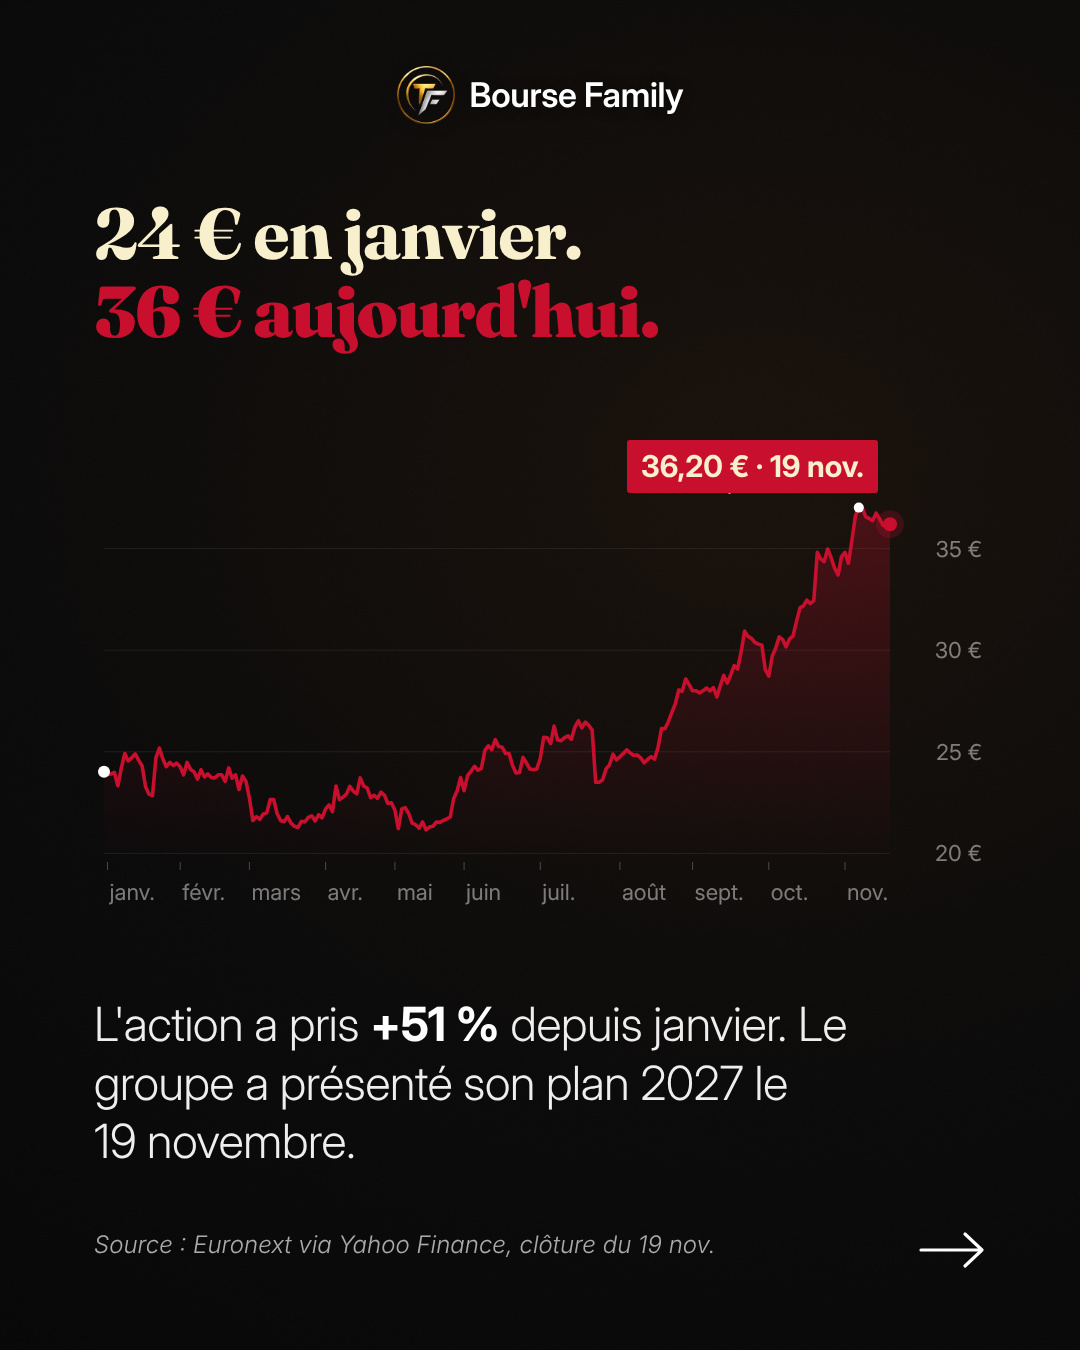 TF Bourse Family
24 € en janvier.
36 € aujourd'hui.
36,20 € · 19 nov.
35 €
30 €
25 €
20 €
janv. févr. mars avr. mai juin juil. août sept. oct. nov.
L'action a pris +51 % depuis janvier. Le
groupe a présenté son plan 2027 le
19 novembre.
Source : Euronext via Yahoo Finance, clôture du 19 nov.